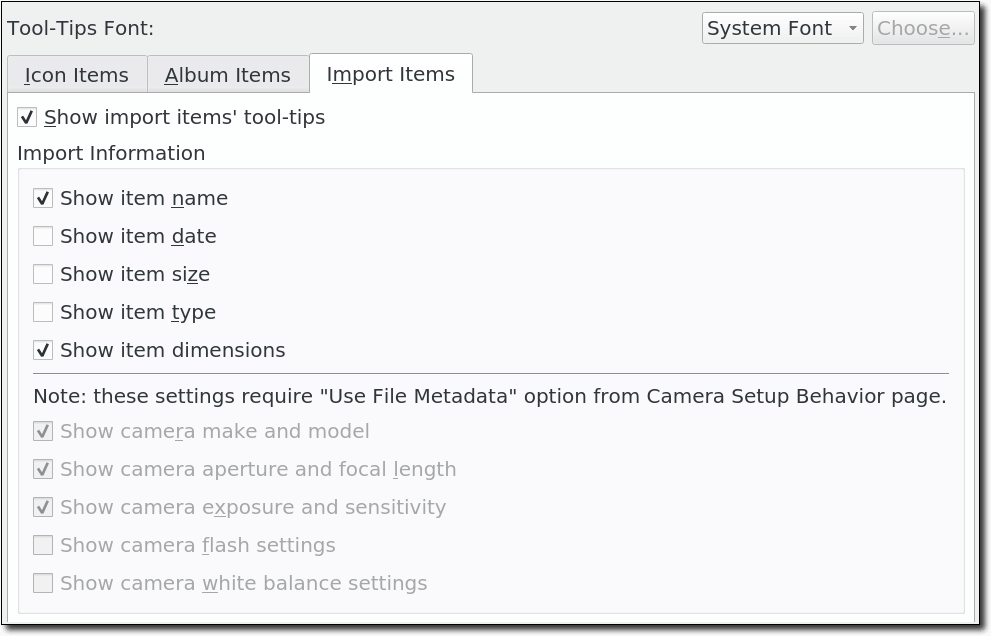 Tool-Tips Font: System Font Choose...
Icon Items Album Items Import Items
Show import items' tool-tips
Import Information
Show item name
Show item date
Show item size
Show item type
Show item dimensions
Note: these settings require "Use File Metadata" option from Camera Setup Behavior page.
Show camera make and model
Show camera aperture and focal length
Show camera exposure and sensitivity
Show camera flash settings
Show camera white balance settings